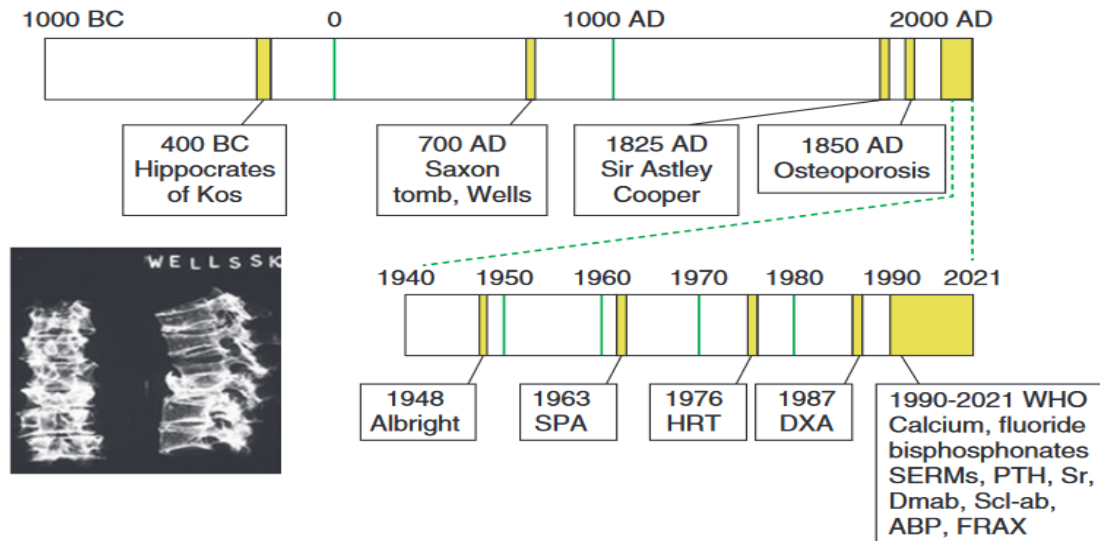 1000 BC 0 1000 AD 2000 AD
400 BC
Hippocrates
of Kos
700 AD
Saxon
tomb, Wells
1825 AD
Sir Astley
Cooper
1850 AD
Osteoporosis
WELLSSK
1940 1950 1960 1970 1980 1990 2021
1948
Albright
1963
SPA
1976
HRT
1987
DXA
1990-2021 WHO
Calcium, fluoride
bisphosphonates
SERMs, PTH, Sr,
Dmab, Scl-ab,
ABP, FRAX